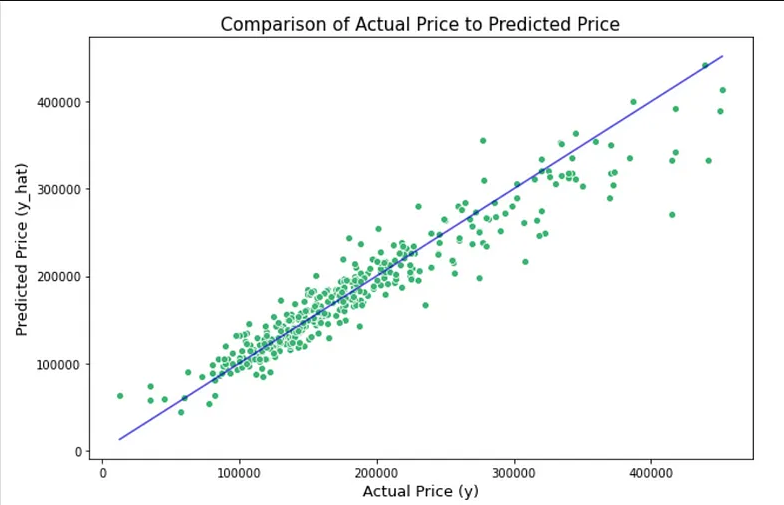 Comparison of Actual Price to Predicted Price
400000
300000
200000
100000
0
Predicted Price (y_hat)
0 100000 200000 300000 400000
Actual Price (y)